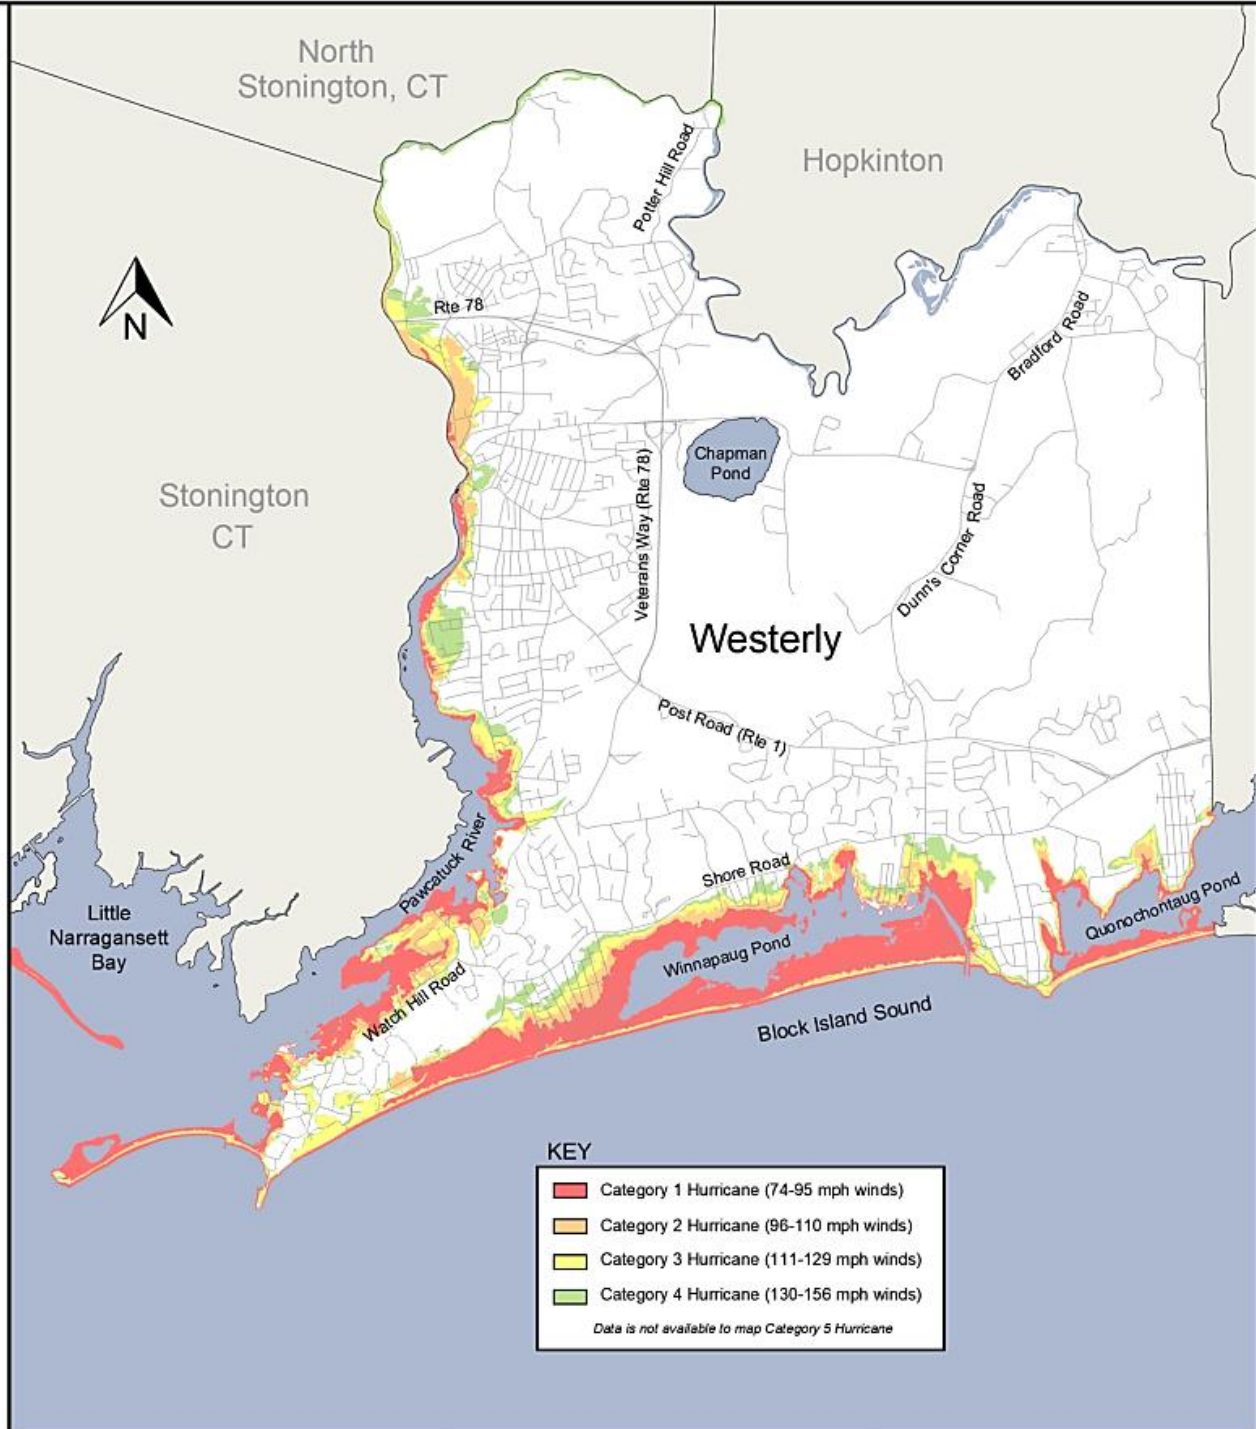 North
Stonington, CT
Hopkinton
Potter Hill Road
N
Rte 78
Bradford Road
Chapman
Pond
Stonington
CT
Veterans Way (Rte 78)
Dunn's Corner Road
Westerly
Post Road (Rte 1)
Pawcatuck River
Shore Road
Little
Narragansett
Bay
Quonochontaug Pond
Winnapaug Pond
Watch Hill Road
Block Island Sound
KEY
Category 1 Hurricane (74-95 mph winds)
Category 2 Hurricane (96-110 mph winds)
Category 3 Hurricane (111-129 mph winds)
Category 4 Hurricane (130-156 mph winds)
Data is not available to map Category 5 Hurricane